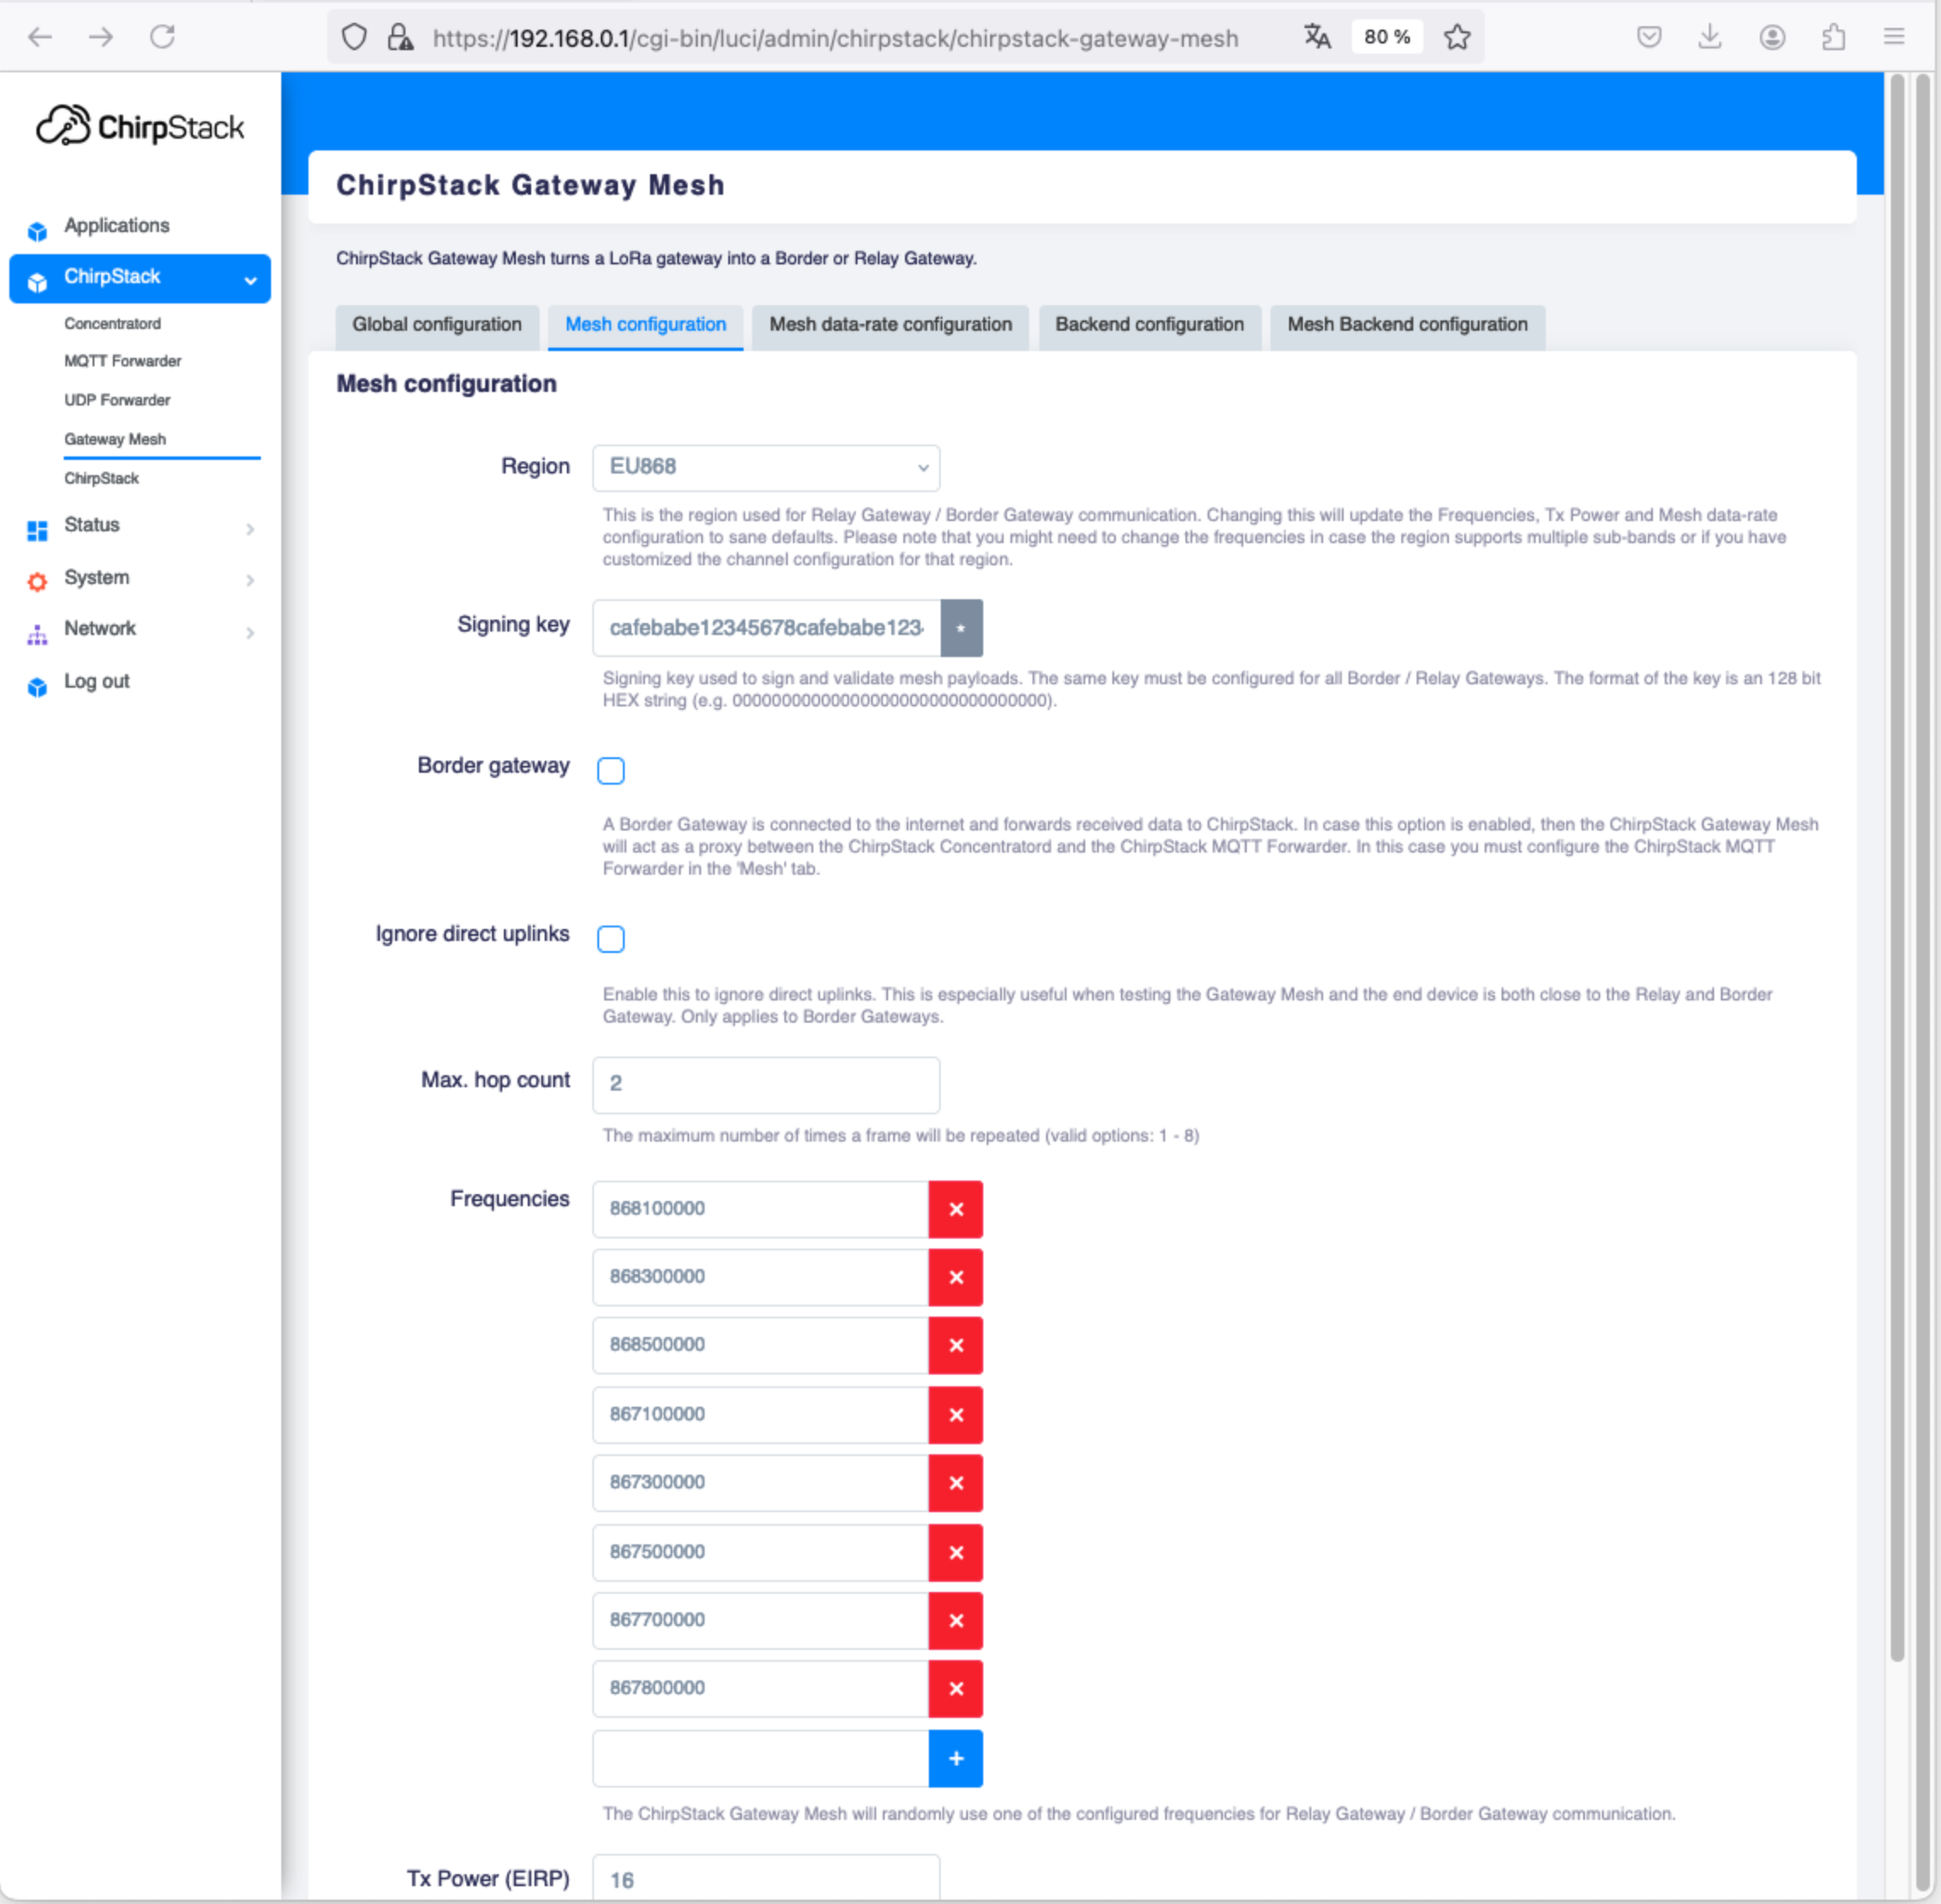 https://192.168.0.1/cgi-bin/luci/admin/chirpstack/chirpstack-gateway-mesh
80 %
ChirpStack
Applications
ChirpStack
Concentratord
MQTT Forwarder
UDP Forwarder
Gateway Mesh
ChirpStack
Status
System
Network
Log out
ChirpStack Gateway Mesh
ChirpStack Gateway Mesh turns a LoRa gateway into a Border or Relay Gateway.
Global configuration
Mesh configuration
Mesh data-rate configuration
Backend configuration
Mesh Backend configuration
Mesh configuration
Region
EU868
This is the region used for Relay Gateway / Border Gateway communication. Changing this will update the Frequencies, Tx Power and Mesh data-rate
configuration to sane defaults. Please note that you might need to change the frequencies in case the region supports multiple sub-bands or if you have
customized the channel configuration for that region.
Signing key
cafebabe12345678cafebabe123
*
Signing key used to sign and validate mesh payloads. The same key must be configured for all Border / Relay Gateways. The format of the key is an 128 bit
HEX string (e.g. 00000000000000000000000000000000).
Border gateway
A Border Gateway is connected to the internet and forwards received data to ChirpStack. In case this option is enabled, then the ChirpStack Gateway Mesh
will act as a proxy between the ChirpStack Concentratord and the ChirpStack MQTT Forwarder. In this case you must configure the ChirpStack MQTT
Forwarder in the 'Mesh' tab.
Ignore direct uplinks
Enable this to ignore direct uplinks. This is especially useful when testing the Gateway Mesh and the end device is both close to the Relay and Border
Gateway. Only applies to Border Gateways.
Max. hop count
2
The maximum number of times a frame will be repeated (valid options: 1 - 8)
Frequencies
868100000
868300000
868500000
867100000
867300000
867500000
867700000
867800000
+
The ChirpStack Gateway Mesh will randomly use one of the configured frequencies for Relay Gateway / Border Gateway communication.
Tx Power (EIRP)
16